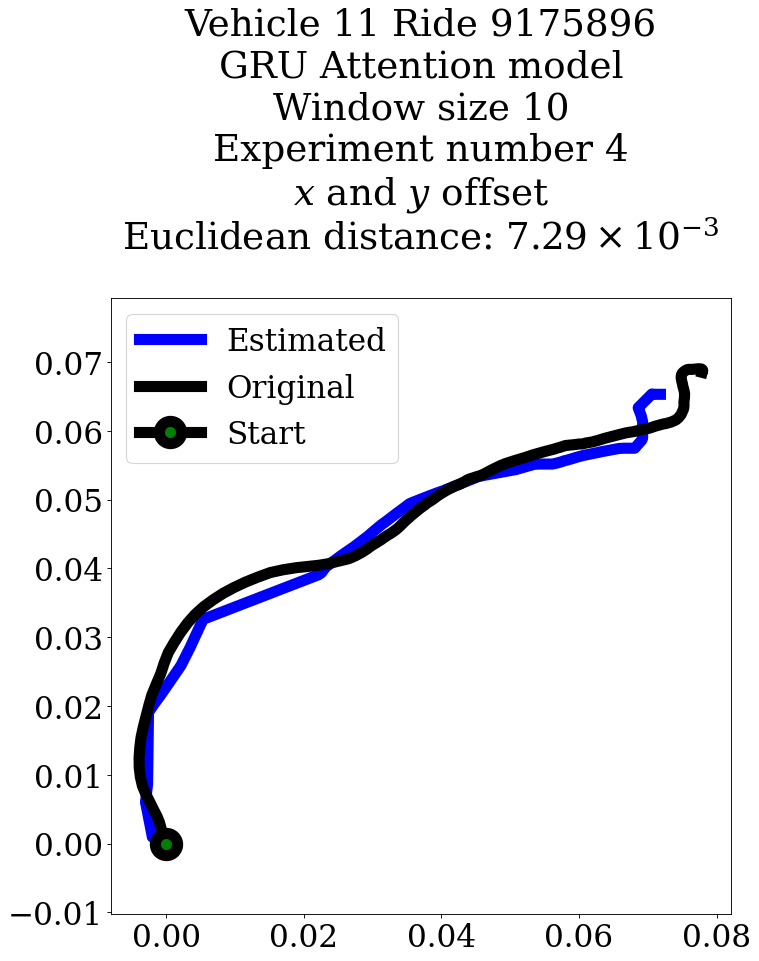 Vehicle 11 Ride 9175896
GRU Attention model
Window size 10
Experiment number 4
x and y offset
Euclidean distance: 7.29 × 10⁻³
Estimated
Original
Start
0.07
0.06
0.05
0.04
0.03
0.02
0.01
0.00
−0.01
0.00 0.02 0.04 0.06 0.08